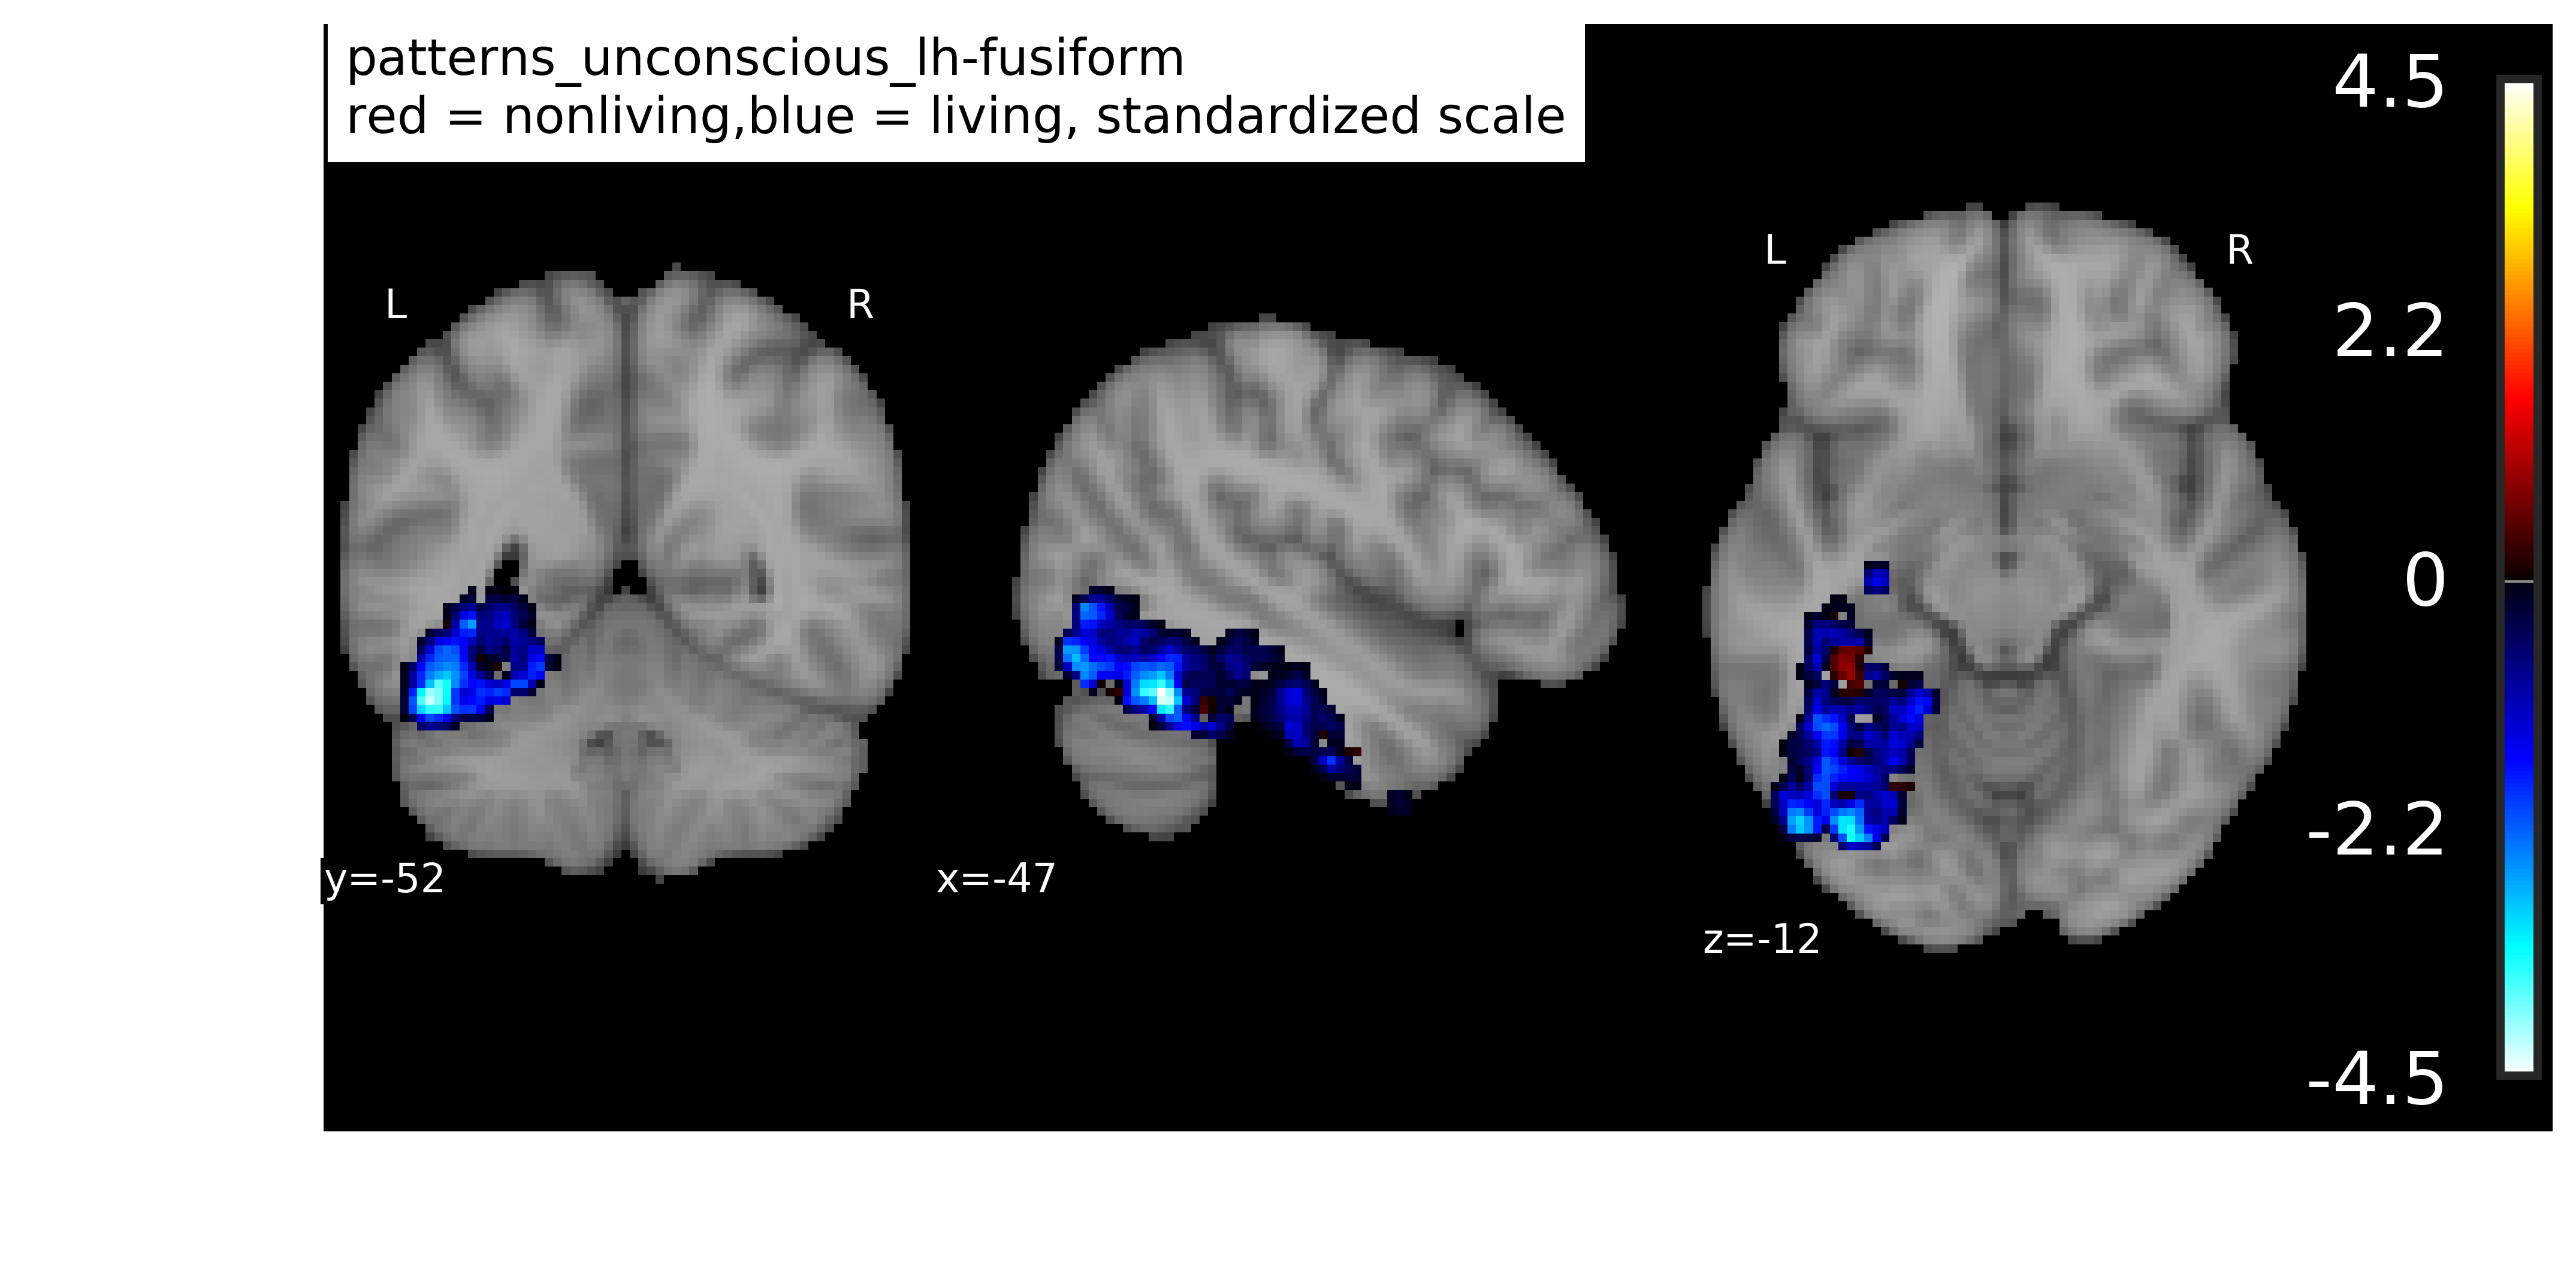 patterns_unconscious_lh-fusiform
red = nonliving,blue = living, standardized scale
L
R
y=-52
x=-47
L
R
z=-12
4.5
2.2
0
-2.2
-4.5